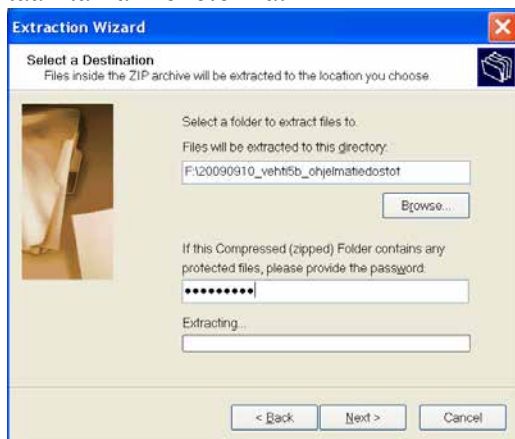 Extraction Wizard
Select a Destination
Files inside the ZIP archive will be extracted to the location you choose.
Select a folder to extract files to.
Files will be extracted to this directory:
F:\20090910_vehti5b_ohjelmatiedostot
Browse...
If this Compressed (zipped) Folder contains any
protected files, please provide the password.
●●●●●●●●●
Extracting...
< Back
Next >
Cancel